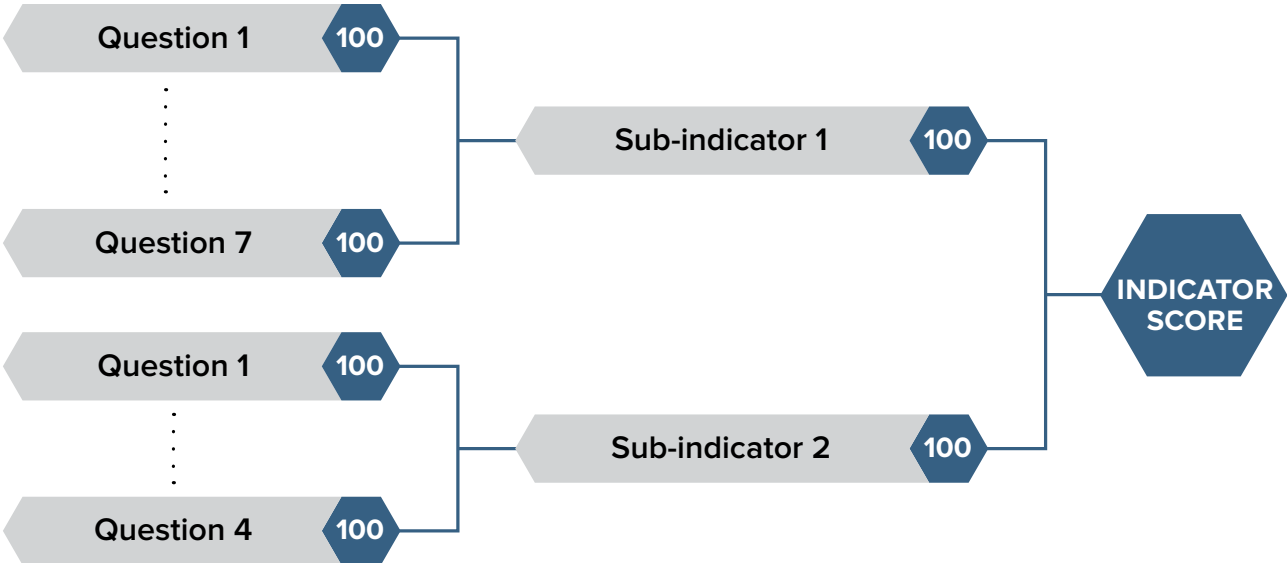 Question 1 100
Question 7 100
Sub-indicator 1 100
Question 1 100
Question 4 100
Sub-indicator 2 100
INDICATOR
SCORE